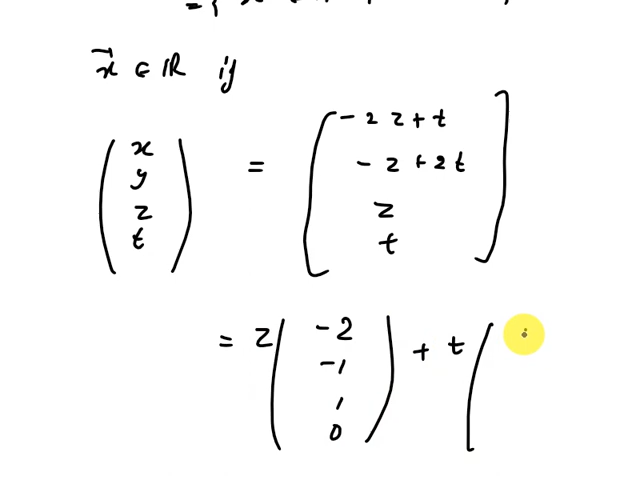 x⃗ ∈ ℝ if
(x y z t) = [-2z+t -z+2t z t]
= z(-2 -1 1 0) + t(